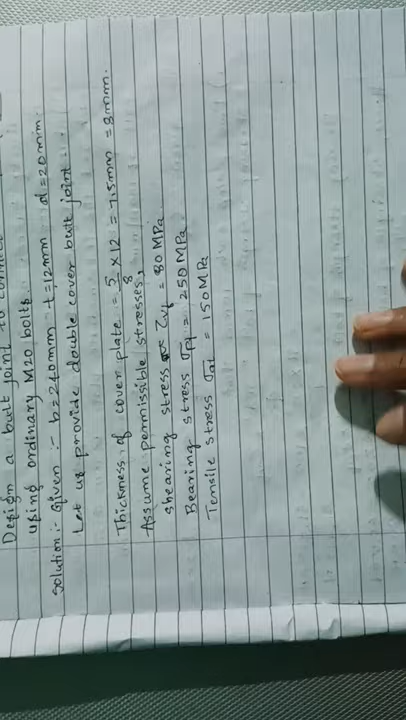 Design a butt joint to connect
using ordinary M20 bolts.
Solution:- Given :- b=240mm t=12mm d=20mm.
Let us provide double cover butt joint.
Thickness of cover plate = 5/8 × 12 = 7.5mm = 8mm.
Assume permissible stresses,
shearing stress τvf = 80 MPa
Bearing stress σpf = 250 MPa.
Tensile stress σat = 150MPa